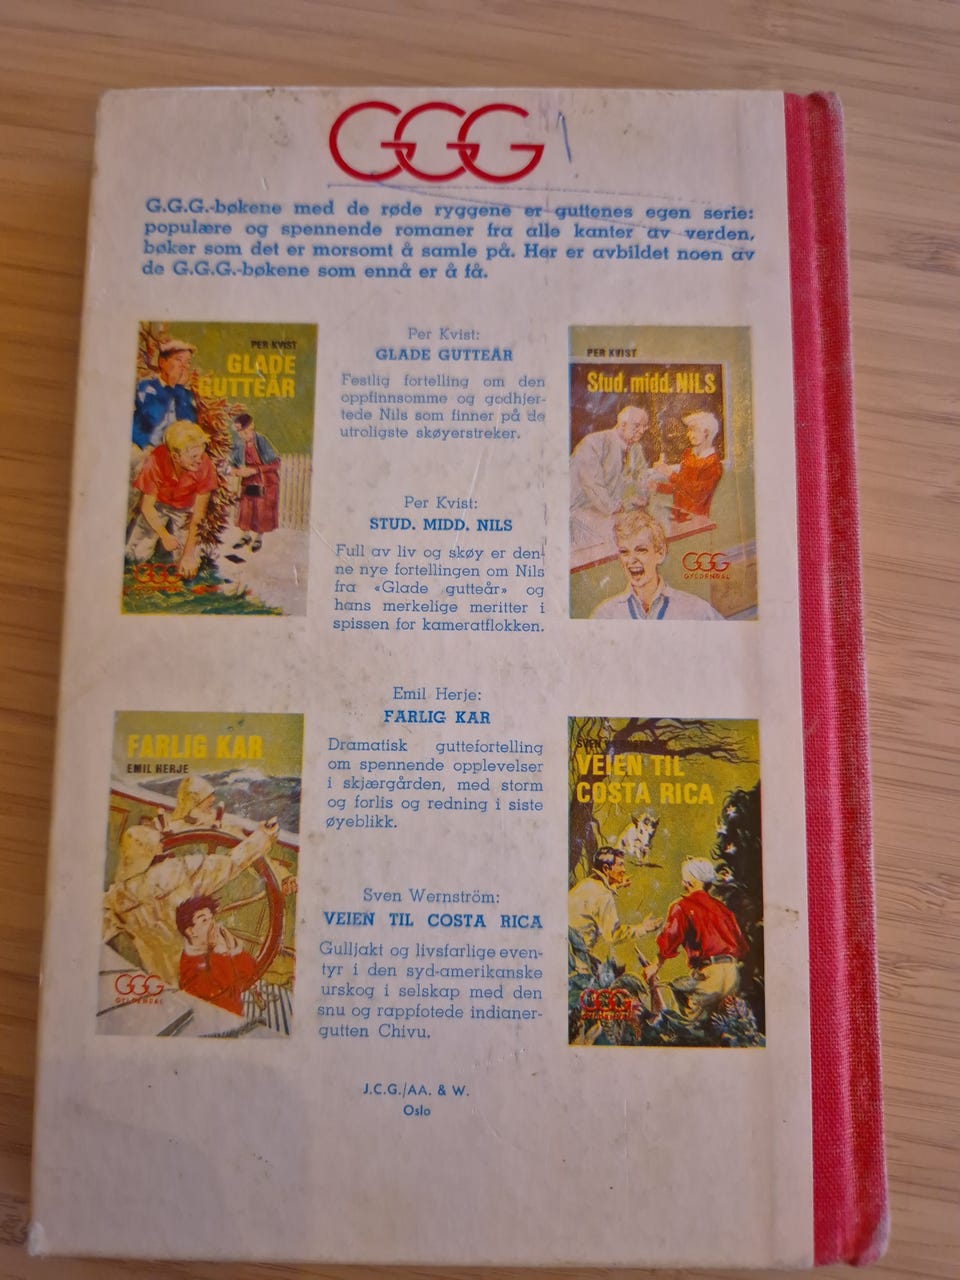 GGG
G.G.G.-bøkene med de røde ryggene er guttenes egen serie:
populære og spennende romaner fra alle kanter av verden,
bøker som det er morsomt å samle på. Her er avbildet noen av
de G.G.G.-bøkene som ennå er å få.
PER KVIST
GLADE
GUTTEÅR
GGG
Per Kvist:
GLADE GUTTEÅR
Festlig fortelling om den
oppfinnsomme og godhjer-
tede Nils som finner på de
utroligste skøyerstreker.
PER KVIST
Stud. midd. NILS
GGG
GYLDENDAL
Per Kvist:
STUD. MIDD. NILS
Full av liv og skøy er den-
ne nye fortellingen om Nils
fra «Glade gutteår» og
hans merkelige meritter i
spissen for kameratflokken.
FARLIG KAR
EMIL HERJE
GGG
GYLDENDAL
Emil Herje:
FARLIG KAR
Dramatisk guttefortelling
om spennende opplevelser
i skjærgården, med storm
og forlis og redning i siste
øyeblikk.
SVEN
VEIEN TIL
COSTA RICA
GGG
Sven Wernström:
VEIEN TIL COSTA RICA
Gulljakt og livsfarlige even-
tyr i den syd-amerikanske
urskog i selskap med den
snu og rappfotede indianer-
gutten Chivu.
J.C.G./AA. & W.
Oslo